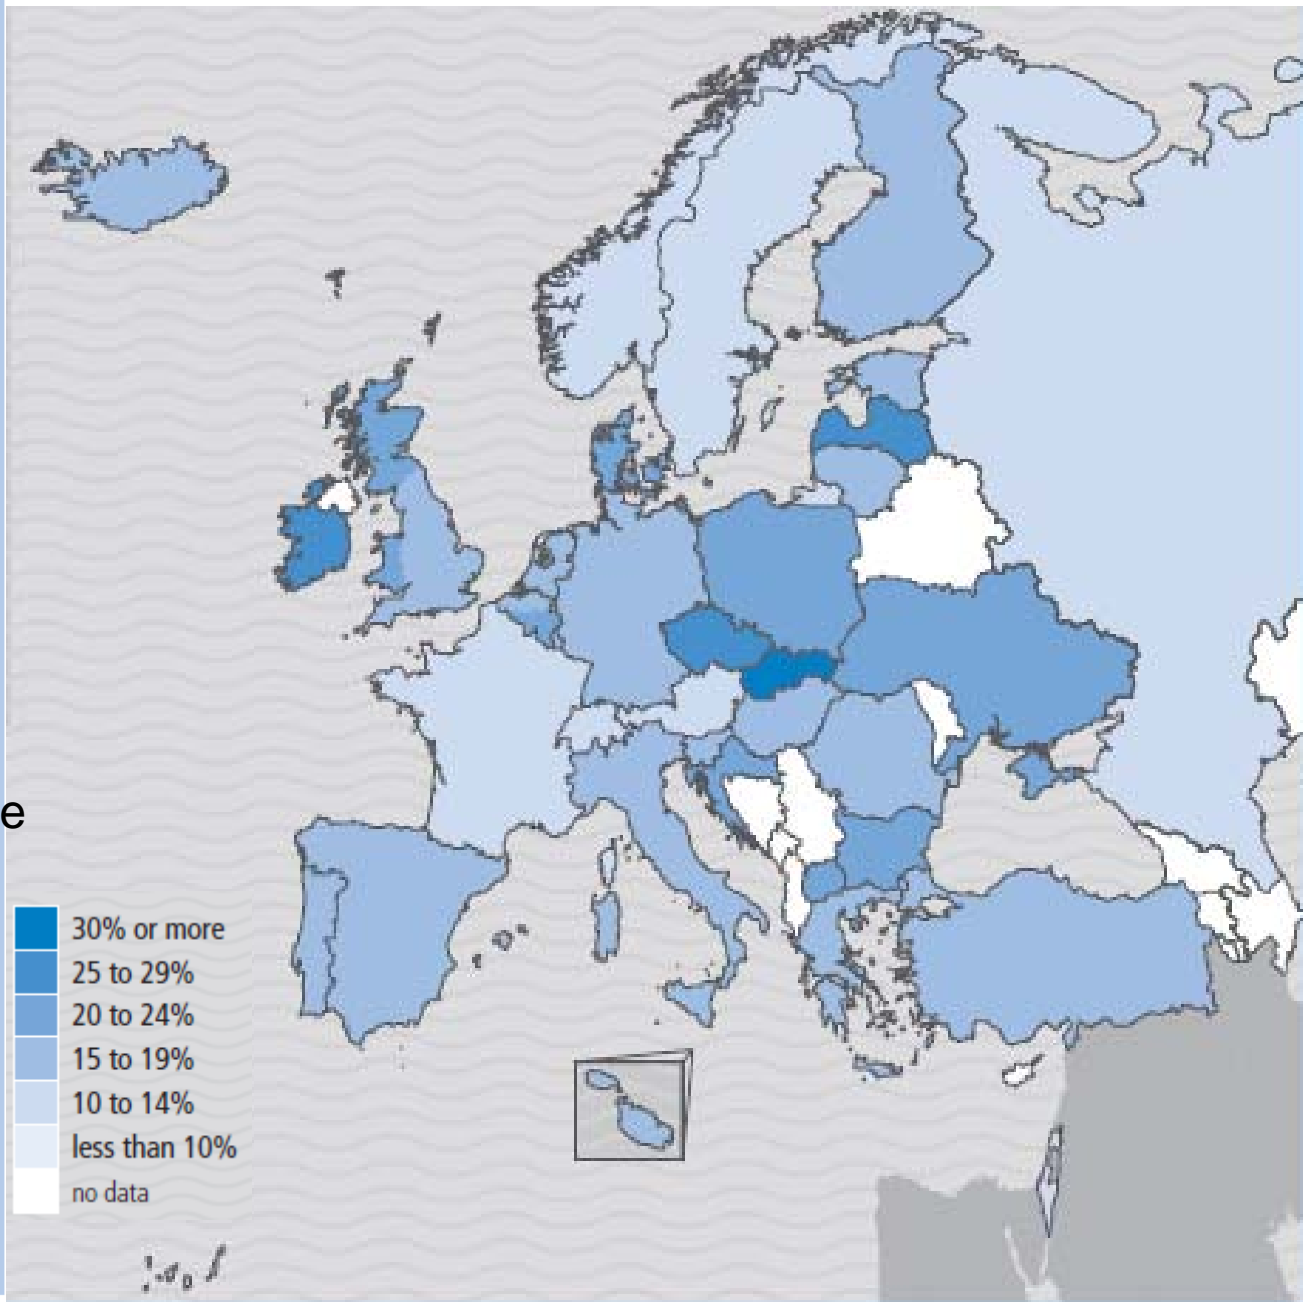 e
30% or more
25 to 29%
20 to 24%
15 to 19%
10 to 14%
less than 10%
no data